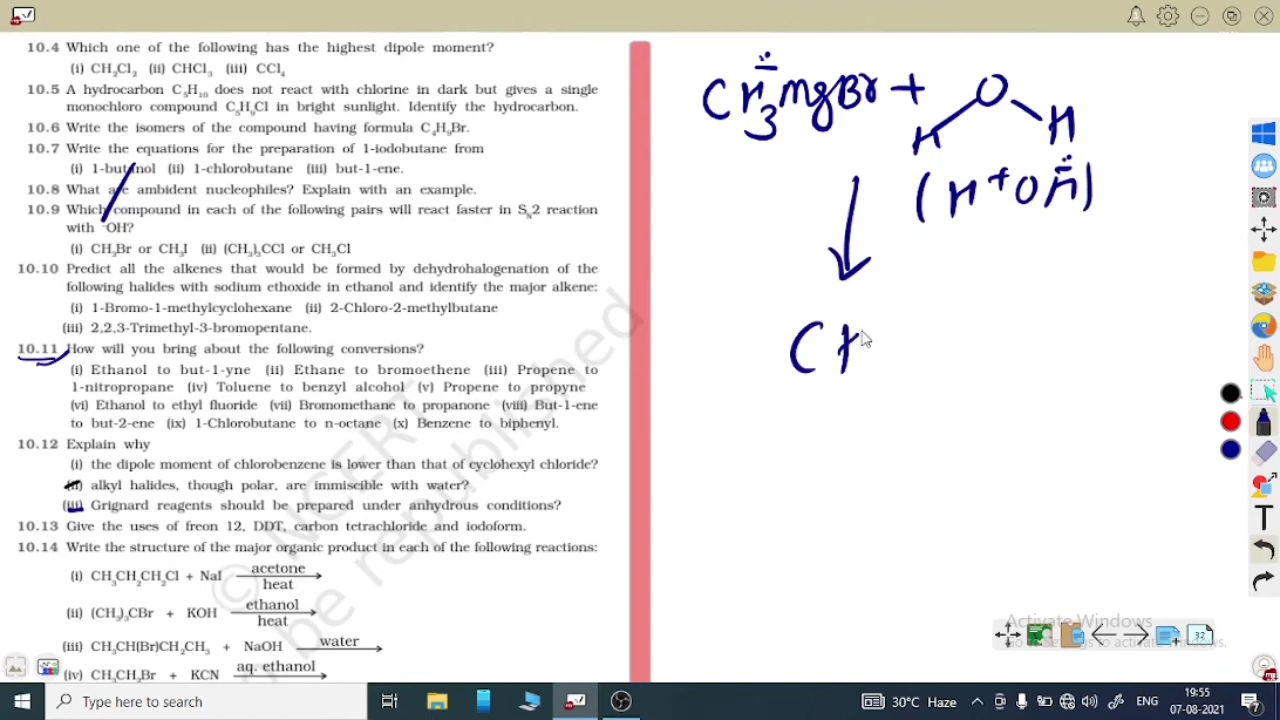 10.4 Which one of the following has the highest dipole moment?
(i) CH₂Cl₂ (ii) CHCl₃ (iii) CCl₄
10.5 A hydrocarbon C₅H₁₀ does not react with chlorine in dark but gives a single
monochloro compound C₅H₉Cl in bright sunlight. Identify the hydrocarbon.
10.6 Write the isomers of the compound having formula C₄H₉Br.
10.7 Write the equations for the preparation of 1-iodobutane from
(i) 1-butanol (ii) 1-chlorobutane (iii) but-1-ene.
10.8 What are ambident nucleophiles? Explain with an example.
10.9 Which compound in each of the following pairs will react faster in SN2 reaction
with ⁻OH?
(i) CH₃Br or CH₃I (ii) (CH₃)₃CCl or CH₃Cl
10.10 Predict all the alkenes that would be formed by dehydrohalogenation of the
following halides with sodium ethoxide in ethanol and identify the major alkene:
(i) 1-Bromo-1-methylcyclohexane (ii) 2-Chloro-2-methylbutane
(iii) 2,2,3-Trimethyl-3-bromopentane.
10.11 How will you bring about the following conversions?
(i) Ethanol to but-1-yne (ii) Ethane to bromoethene (iii) Propene to
1-nitropropane (iv) Toluene to benzyl alcohol (v) Propene to propyne
(vi) Ethanol to ethyl fluoride (vii) Bromomethane to propanone (viii) But-1-ene
to but-2-ene (ix) 1-Chlorobutane to n-octane (x) Benzene to biphenyl.
10.12 Explain why
(i) the dipole moment of chlorobenzene is lower than that of cyclohexyl chloride?
(ii) alkyl halides, though polar, are immiscible with water?
(iii) Grignard reagents should be prepared under anhydrous conditions?
10.13 Give the uses of freon 12, DDT, carbon tetrachloride and iodoform.
10.14 Write the structure of the major organic product in each of the following reactions:
(i) CH₃CH₂CH₂Cl + NaI acetone heat
(ii) (CH₃)₃CBr + KOH ethanol heat
(iii) CH₃CH(Br)CH₂CH₃ + NaOH water
(iv) CH₃CH₂Br + KCN aq. ethanol
© NCERT
be republished
CH₃MgBr + O
H H
(H⁺ OH)
CH
Activate Windows
Go to Settings to activate Windows.
32
Type here to search
30°C Haze
ENG
19:55
07-08-2021
7